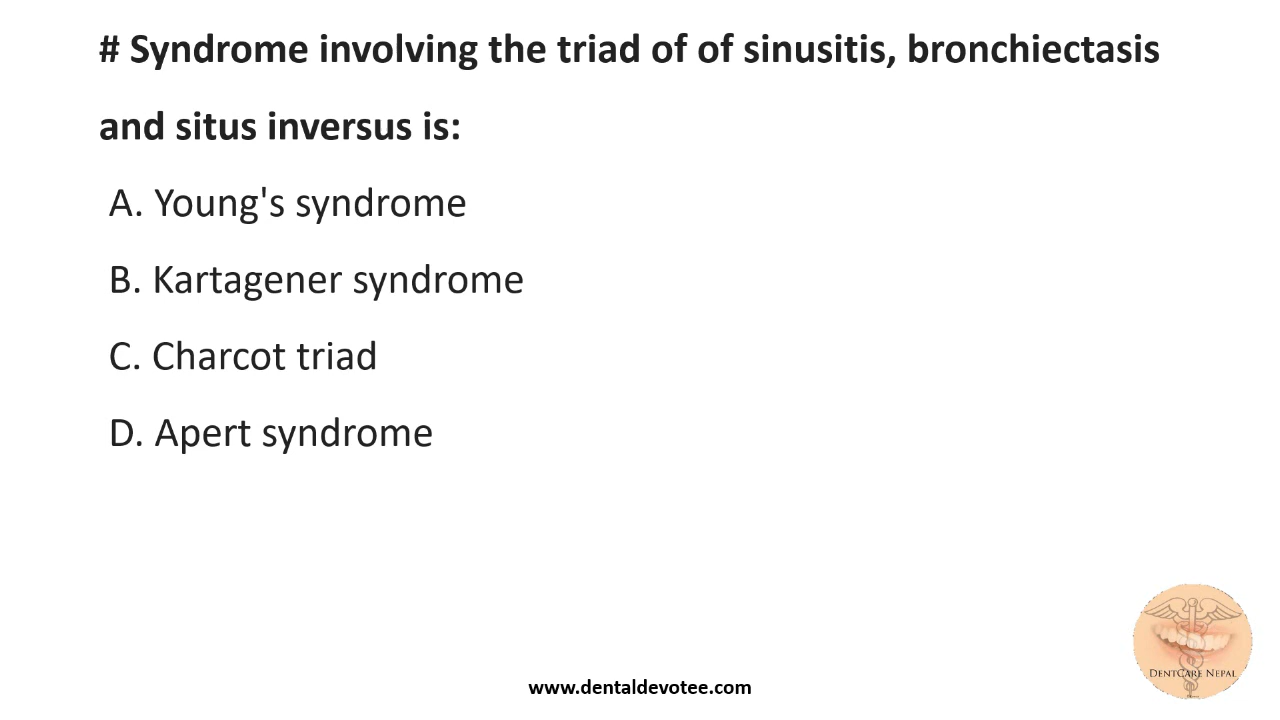 # Syndrome involving the triad of of sinusitis, bronchiectasis
and situs inversus is:
A. Young's syndrome
B. Kartagener syndrome
C. Charcot triad
D. Apert syndrome
DENTCARE NEPAL
www.dentaldevotee.com